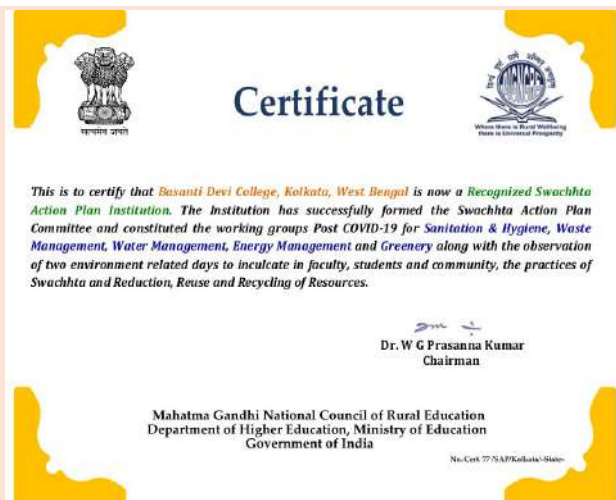 सत्यमेव जयते
Certificate
MGNCRE
Where there is Rural Wellbeing
there is Universal Prosperity
This is to certify that Basanti Devi College, Kolkata, West Bengal is now a Recognized Swachhta
Action Plan Institution. The Institution has successfully formed the Swachhta Action Plan
Committee and constituted the working groups Post COVID-19 for Sanitation & Hygiene, Waste
Management, Water Management, Energy Management and Greenery along with the observation
of two environment related days to inculcate in faculty, students and community, the practices of
Swachhta and Reduction, Reuse and Recycling of Resources.
Dr. W G Prasanna Kumar
Chairman
Mahatma Gandhi National Council of Rural Education
Department of Higher Education, Ministry of Education
Government of India